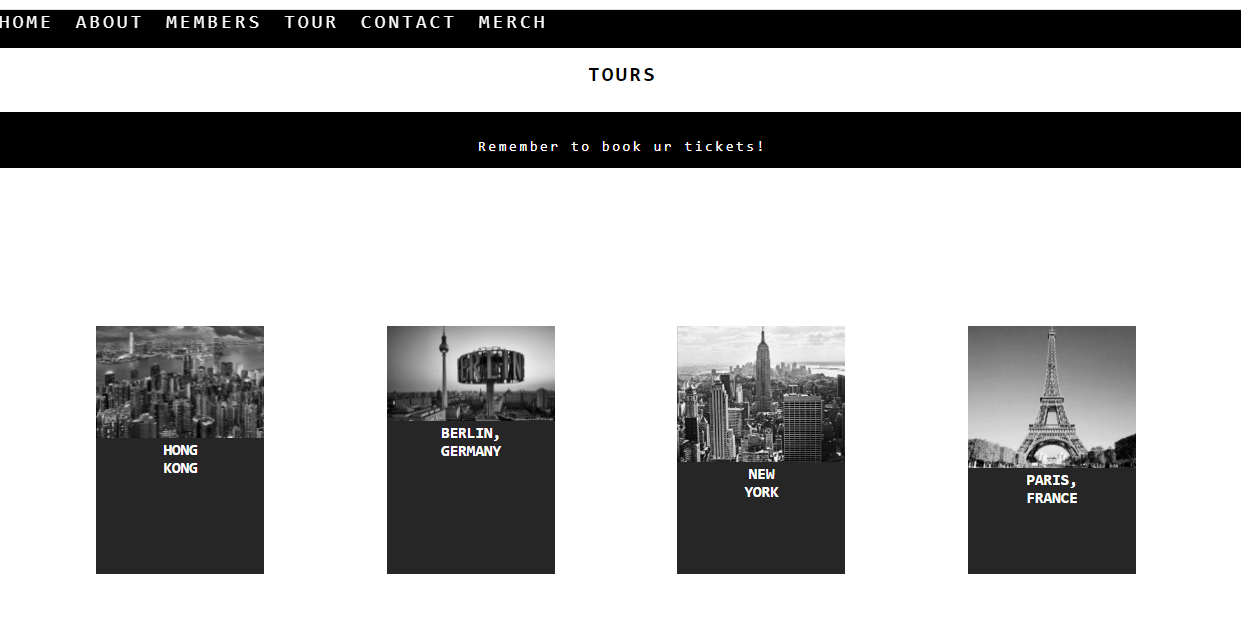 HOME ABOUT MEMBERS TOUR CONTACT MERCH
TOURS
Remember to book ur tickets!
HONG
KONG
BERLIN,
GERMANY
NEW
YORK
PARIS,
FRANCE